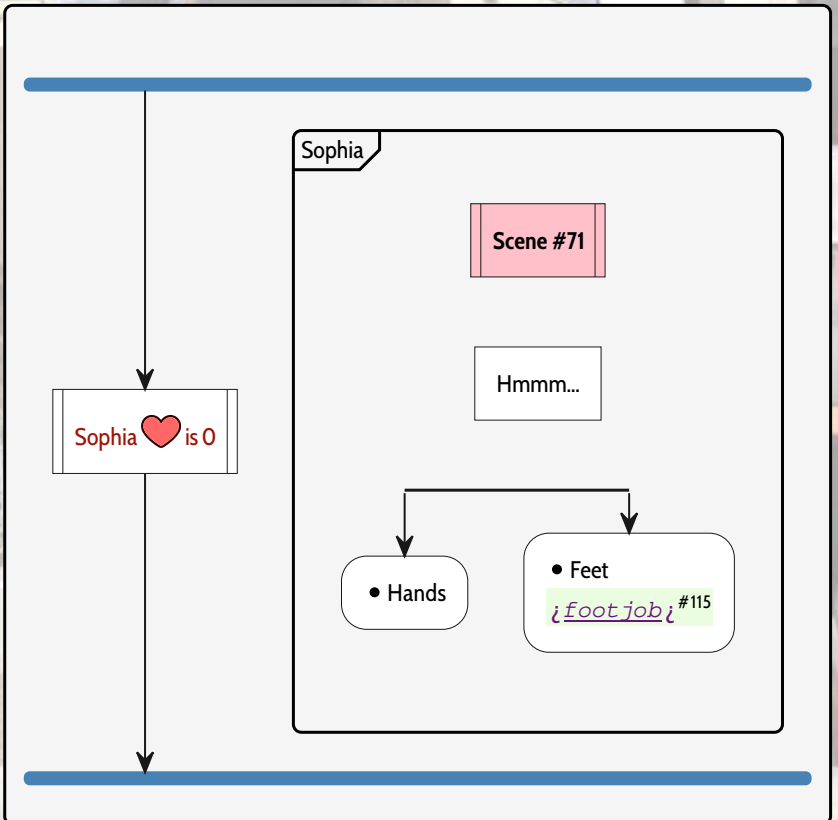 Sophia
Scene #71
Hmmm...
Sophia ❤ is 0
• Hands
• Feet
¿footjob¿#115